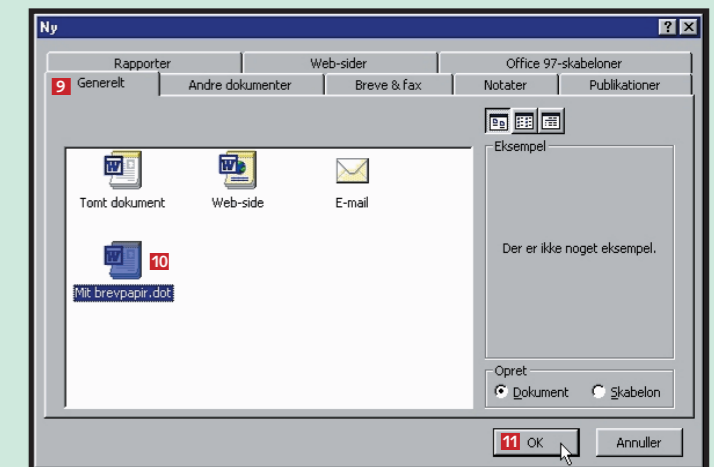 Ny
Rapporter Web-sider Office 97-skabeloner
9 Generelt Andre dokumenter Breve & fax Notater Publikationer
Eksempel
Tomt dokument Web-side E-mail
Der er ikke noget eksempel.
10
Mit brevpapir.dot
Opret
Dokument Skabelon
11 OK Annuller